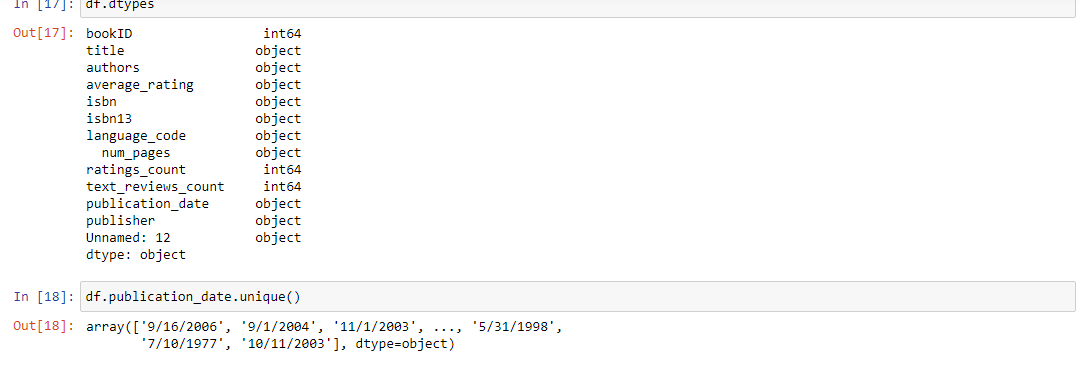 In [17]: df.dtypes
Out[17]: bookID int64
title object
authors object
average_rating object
isbn object
isbn13 object
language_code object
num_pages object
ratings_count int64
text_reviews_count int64
publication_date object
publisher object
Unnamed: 12 object
dtype: object
In [18]: df.publication_date.unique()
Out[18]: array(['9/16/2006', '9/1/2004', '11/1/2003', ..., '5/31/1998',
'7/10/1977', '10/11/2003'], dtype=object)